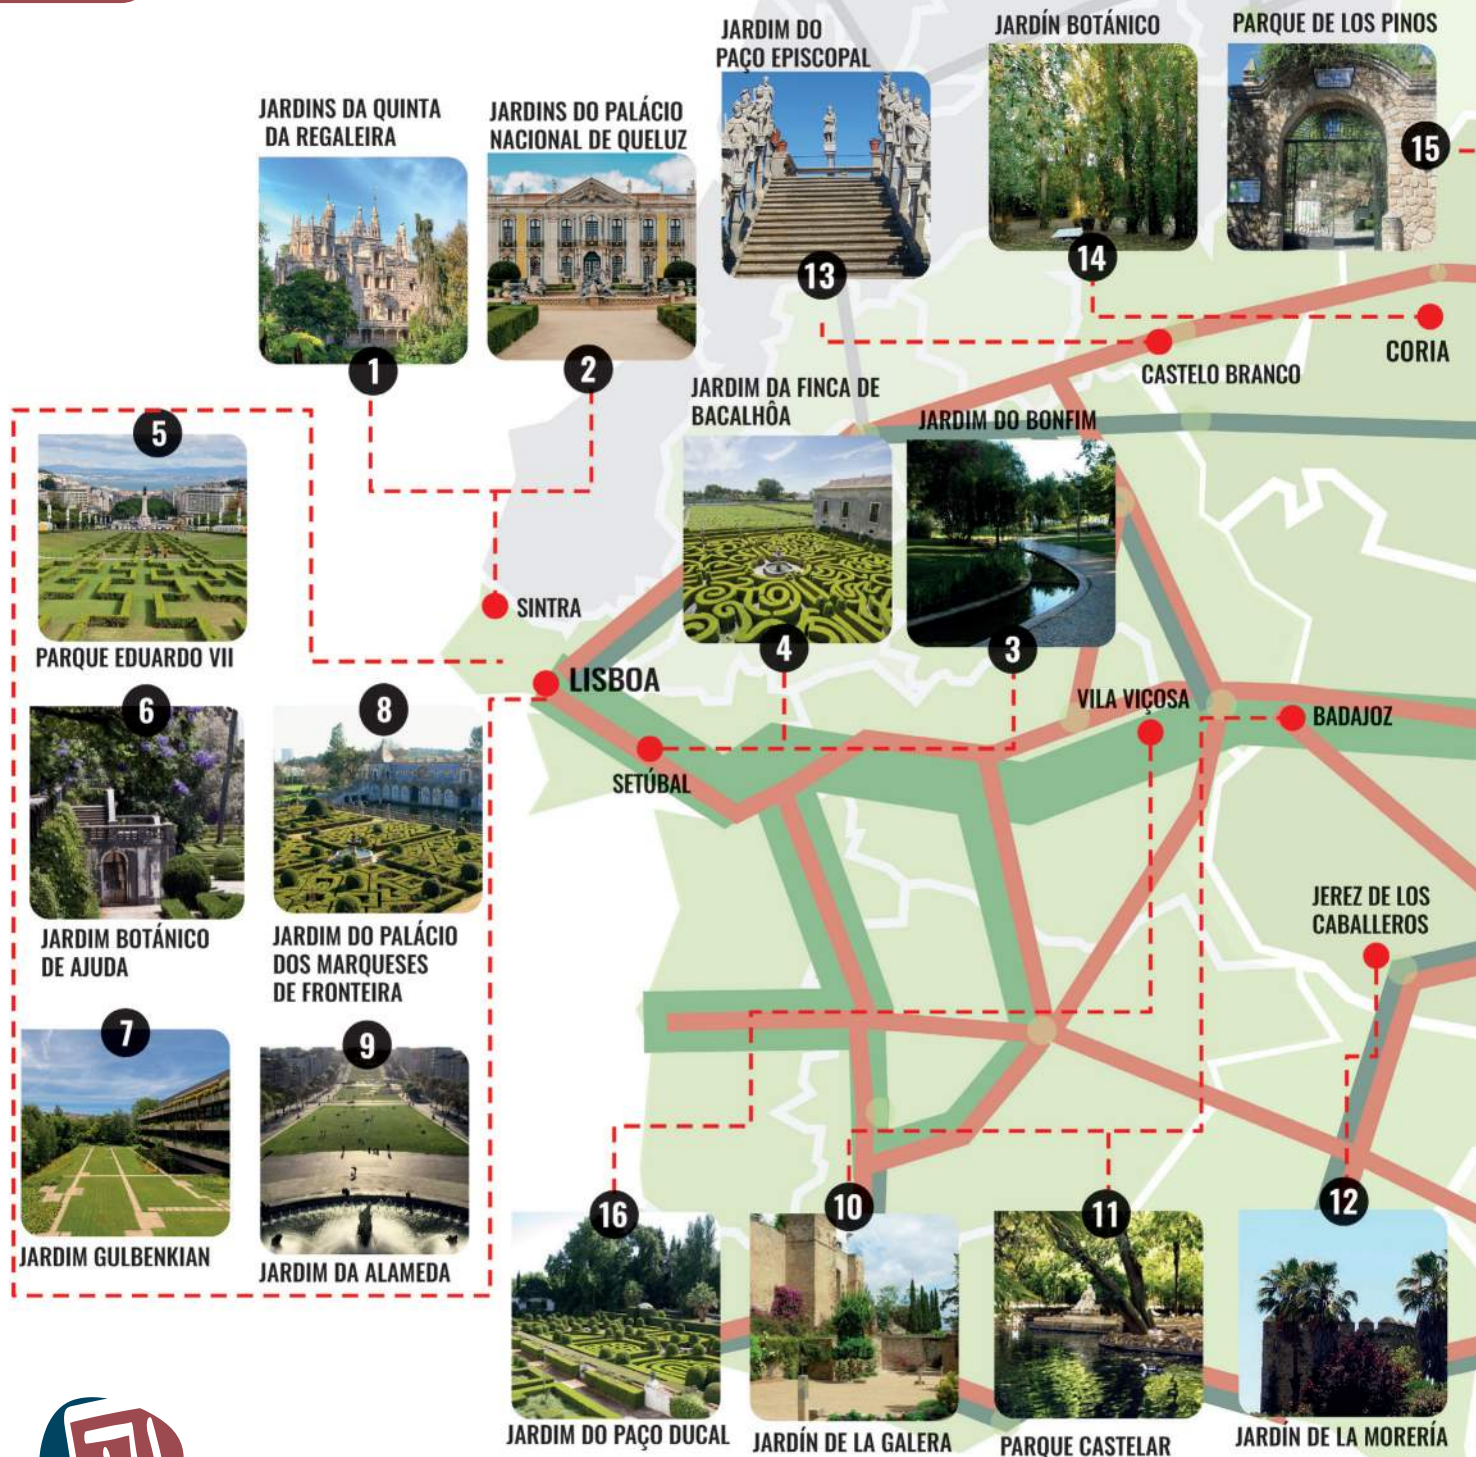 JARDIM DO
PAÇO EPISCOPAL
JARDÍN BOTÁNICO
PARQUE DE LOS PINOS
JARDINS DA QUINTA
DA REGALEIRA
JARDINS DO PALÁCIO
NACIONAL DE QUELUZ
15
13
14
CORIA
CASTELO BRANCO
1
2
JARDIM DA FINCA DE
BACALHÔA
JARDIM DO BONFIM
5
SINTRA
PARQUE EDUARDO VII
4
3
LISBOA
VILA VIÇOSA
BADAJOZ
6
8
SETÚBAL
JEREZ DE LOS
CABALLEROS
JARDIM BOTÁNICO
DE AJUDA
JARDIM DO PALÁCIO
DOS MARQUESES
DE FRONTEIRA
7
9
16
10
11
12
JARDIM GULBENKIAN
JARDIM DA ALAMEDA
JARDIM DO PAÇO DUCAL
JARDÍN DE LA GALERA
PARQUE CASTELAR
JARDÍN DE LA MORERÍA